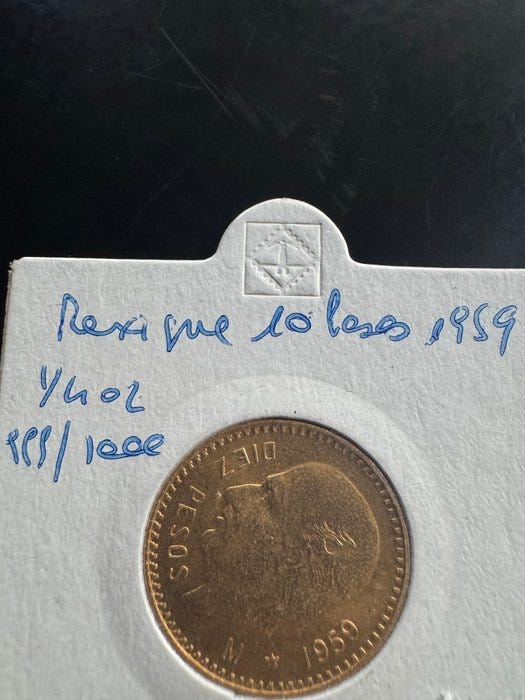 Mexique 10 Pesos 1959
1/4 oz
999/1000
DIEZ PESOS
M
1959